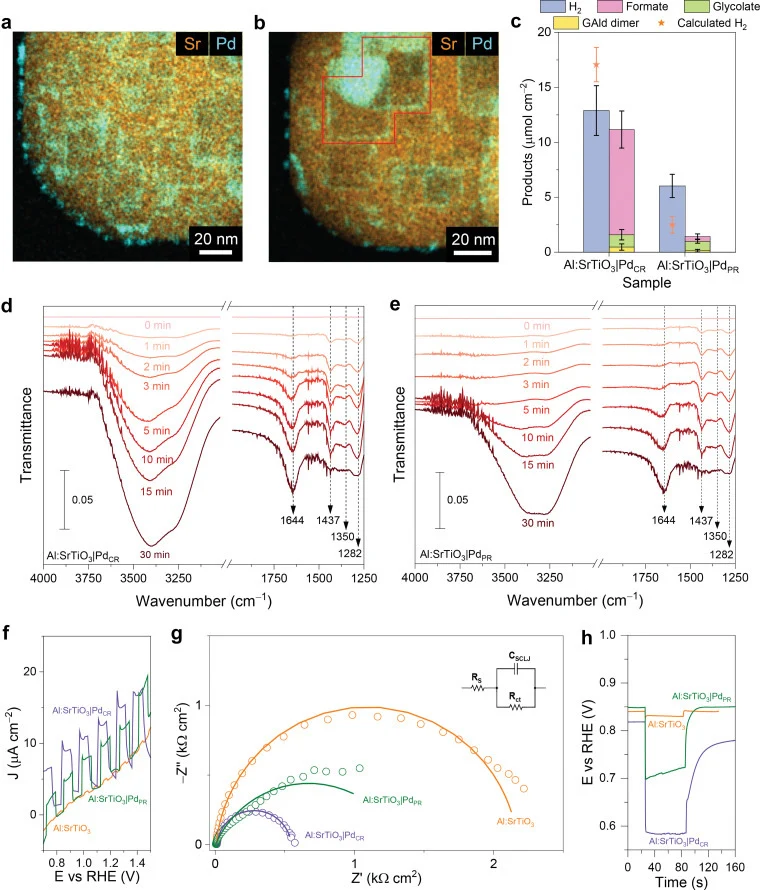 H2 Formate Glycolate
GAld dimer Calculated H2
a
Sr Pd
20 nm
b
Sr Pd
20 nm
c
Products (μmol cm−2)
20
15
10
5
0
Al:SrTiO3|PdCR Al:SrTiO3|PdPR
Sample
d
Transmittance
0 min
1 min
2 min
3 min
5 min
10 min
15 min
30 min
0.05
1644
1437
1350
1282
Al:SrTiO3|PdCR
4000 3750 3250 1750 1500 1250
Wavenumber (cm−1)
e
Transmittance
0 min
1 min
2 min
3 min
5 min
10 min
15 min
30 min
0.05
1644
1437
1350
1282
Al:SrTiO3|PdPR
4000 3750 3250 1750 1500 1250
Wavenumber (cm−1)
f
J (μA cm−2)
20
10
0
Al:SrTiO3|PdCR
Al:SrTiO3|PdPR
Al:SrTiO3
0.8 1.0 1.2 1.4
E vs RHE (V)
g
−Z'' (kΩ cm2)
1
0
CSCLJ
RS
Rct
Al:SrTiO3|PdPR
Al:SrTiO3|PdCR
Al:SrTiO3
0 1 2
Z' (kΩ cm2)
h
E vs RHE (V)
1.0
0.9
0.8
0.7
0.6
Al:SrTiO3|PdPR
Al:SrTiO3
Al:SrTiO3|PdCR
0 40 80 120 160
Time (s)